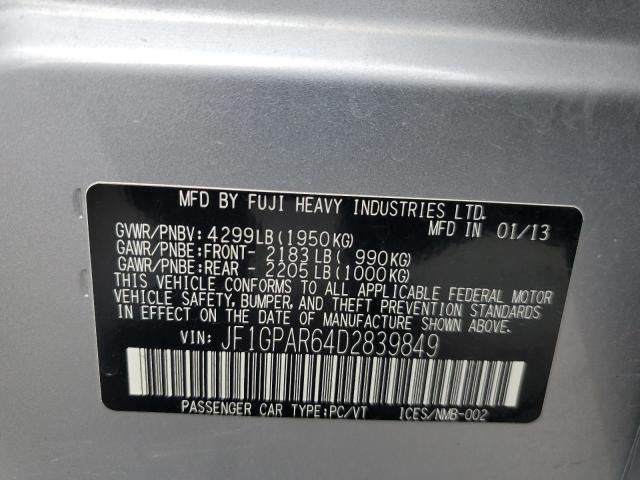 MFD BY FUJI HEAVY INDUSTRIES LTD.
MFD IN 01/13
GVWR/PNBV: 4299LB(1950KG)
GAWR/PNBE:FRONT- 2183LB( 990KG)
GAWR/PNBE:REAR - 2205LB(1000KG)
THIS VEHICLE CONFORMS TO ALL APPLICABLE FEDERAL MOTOR
VEHICLE SAFETY, BUMPER, AND THEFT PREVENTION STANDARDS
IN EFFECT ON THE DATE OF MANUFACTURE SHOWN ABOVE.
VIN: JF1GPAR64D2839849
PASSENGER CAR TYPE:PC/VT ICES/NMB-002